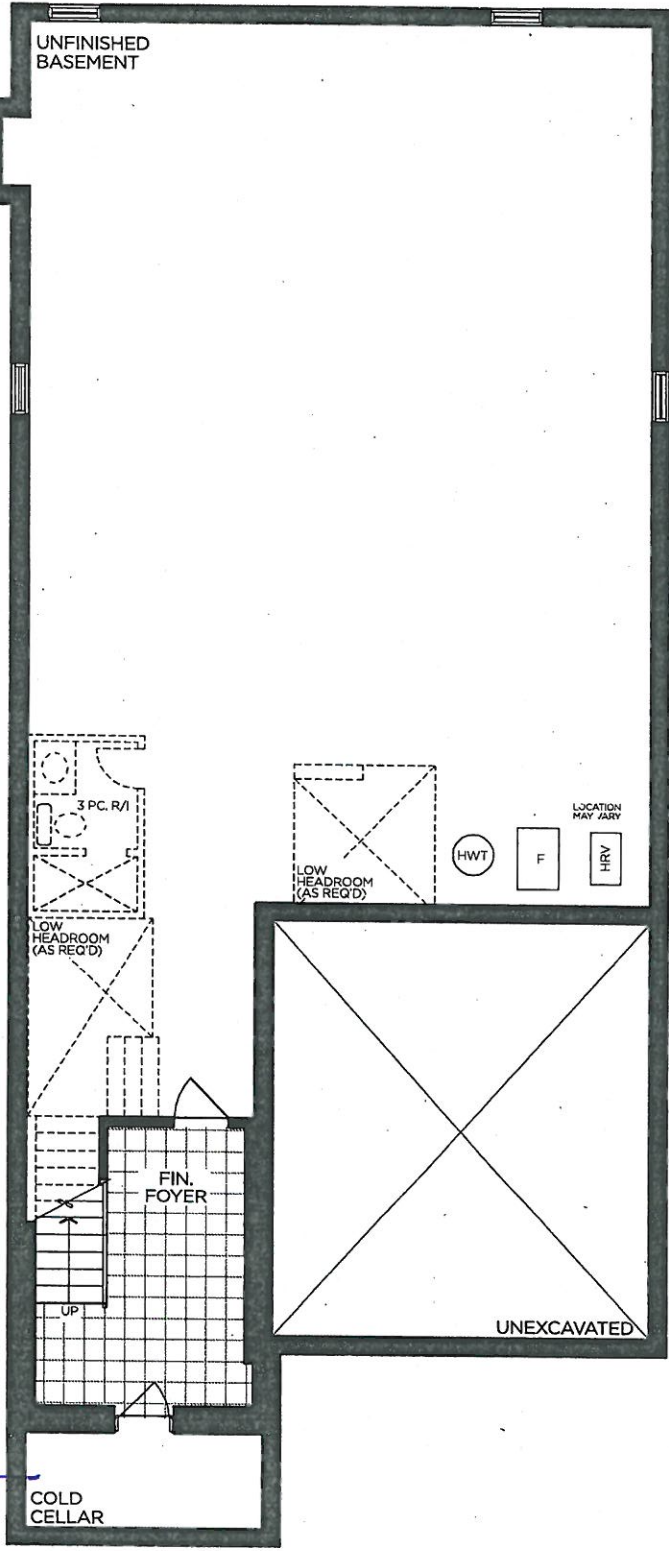 UNFINISHED
BASEMENT
3 PC. R/I
LOCATION
MAY VARY
HWT
F
HRV
LOW
HEADROOM
(AS REQ'D)
LOW
HEADROOM
(AS REQ'D)
FIN.
FOYER
UP
UNEXCAVATED
COLD
CELLAR